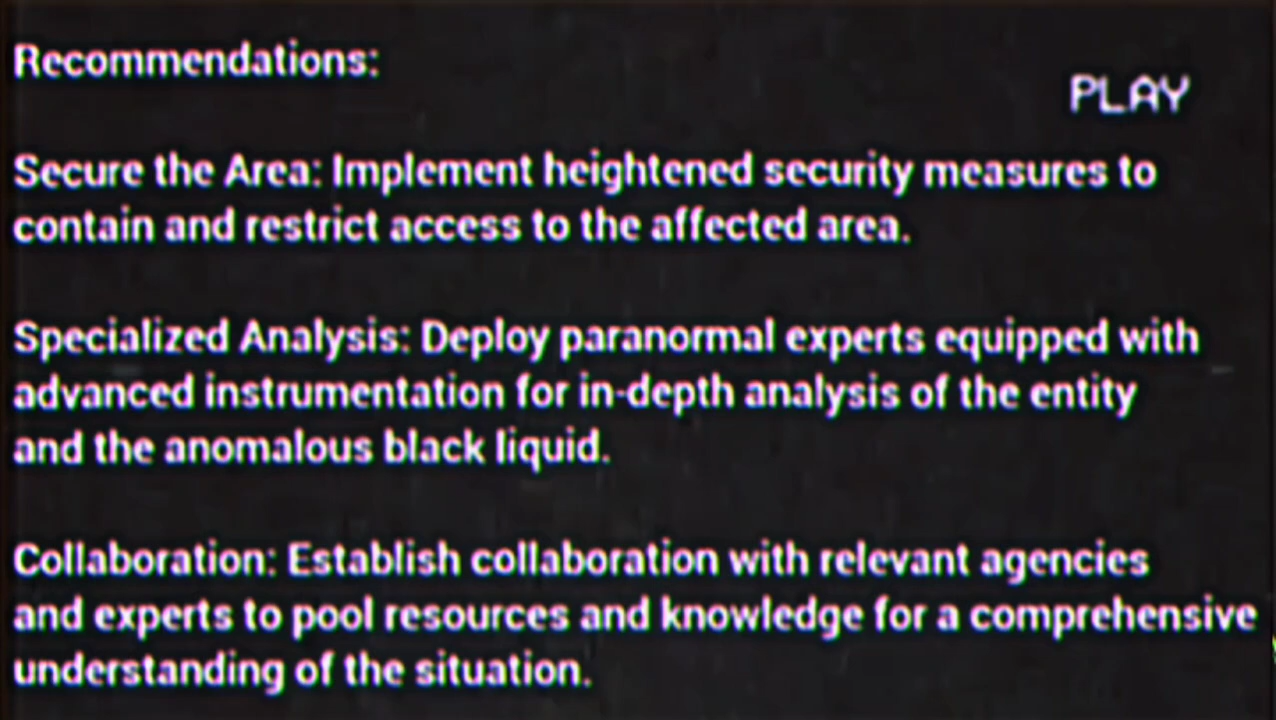 Recommendations:
PLAY
Secure the Area: Implement heightened security measures to
contain and restrict access to the affected area.
Specialized Analysis: Deploy paranormal experts equipped with
advanced instrumentation for in-depth analysis of the entity
and the anomalous black liquid.
Collaboration: Establish collaboration with relevant agencies
and experts to pool resources and knowledge for a comprehensive
understanding of the situation.